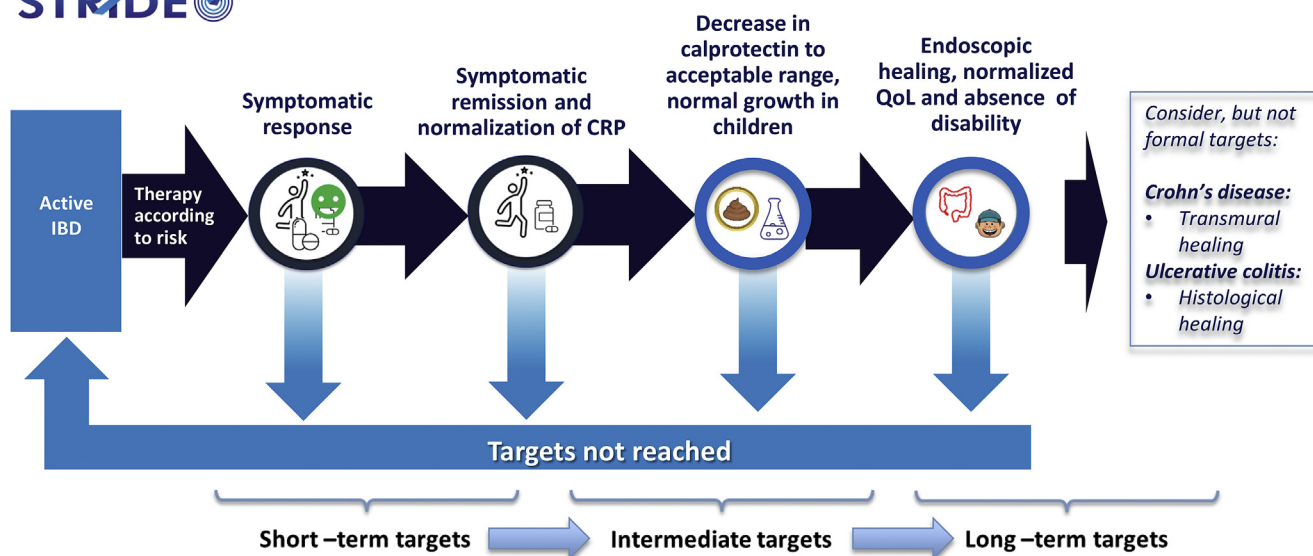 STRIDE
Decrease in
calprotectin to
acceptable range,
normal growth in
children
Endoscopic
healing, normalized
QoL and absence of
disability
Symptomatic
remission and
normalization of CRP
Symptomatic
response
Consider, but not
formal targets:
Crohn’s disease:
• Transmural
healing
Ulcerative colitis:
• Histological
healing
Active
IBD
Therapy
according
to risk
Targets not reached
Short –term targets
Intermediate targets
Long –term targets